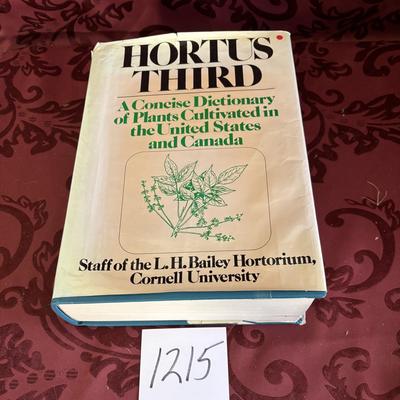 HORTUS
THIRD
A Concise Dictionary
of Plants Cultivated in
the United States
and Canada
Staff of the L.H. Bailey Hortorium,
Cornell University
1215